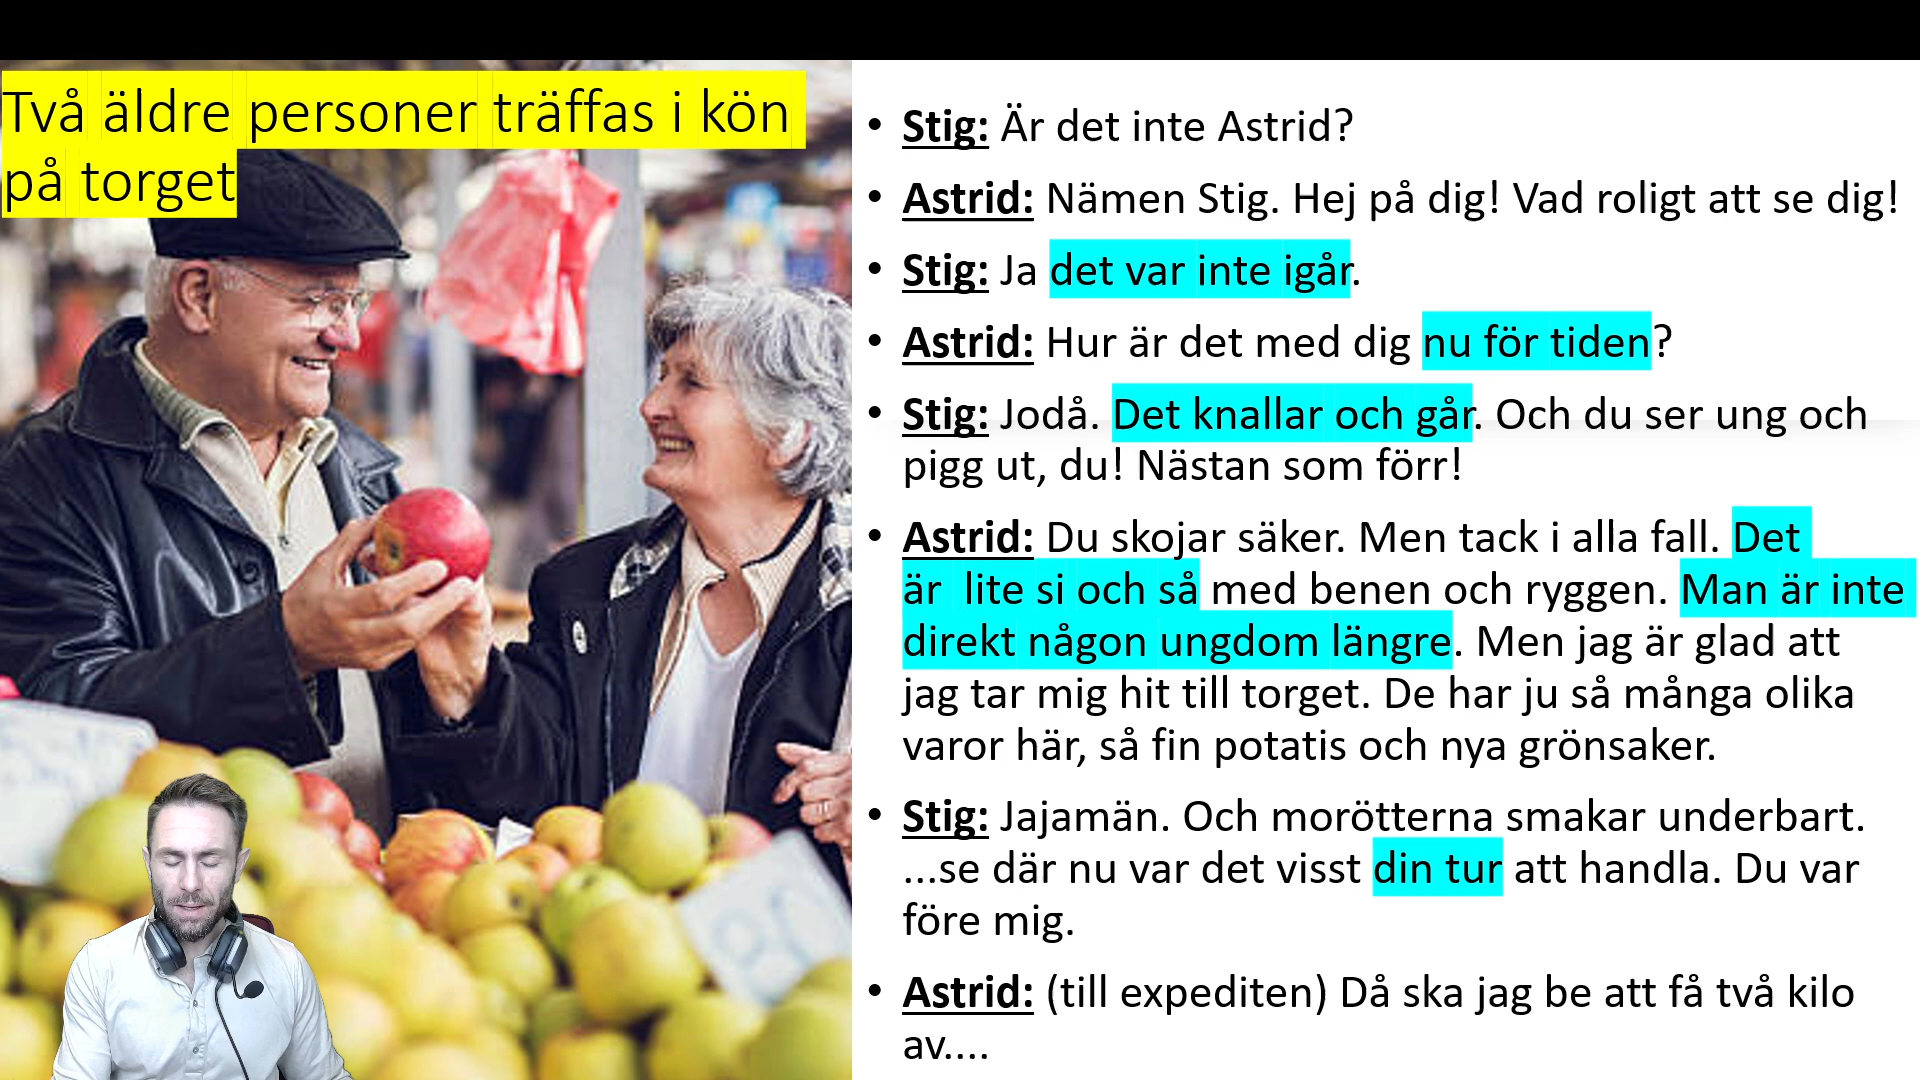 Två äldre personer träffas i kön
på torget
• Stig: Är det inte Astrid?
• Astrid: Nämen Stig. Hej på dig! Vad roligt att se dig!
• Stig: Ja det var inte igår.
• Astrid: Hur är det med dig nu för tiden?
• Stig: Jodå. Det knallar och går. Och du ser ung och
pigg ut, du! Nästan som förr!
• Astrid: Du skojar säker. Men tack i alla fall. Det
är  lite si och så med benen och ryggen. Man är inte
direkt någon ungdom längre. Men jag är glad att
jag tar mig hit till torget. De har ju så många olika
varor här, så fin potatis och nya grönsaker.
• Stig: Jajamän. Och morötterna smakar underbart.
...se där nu var det visst din tur att handla. Du var
före mig.
• Astrid: (till expediten) Då ska jag be att få två kilo
av....
80